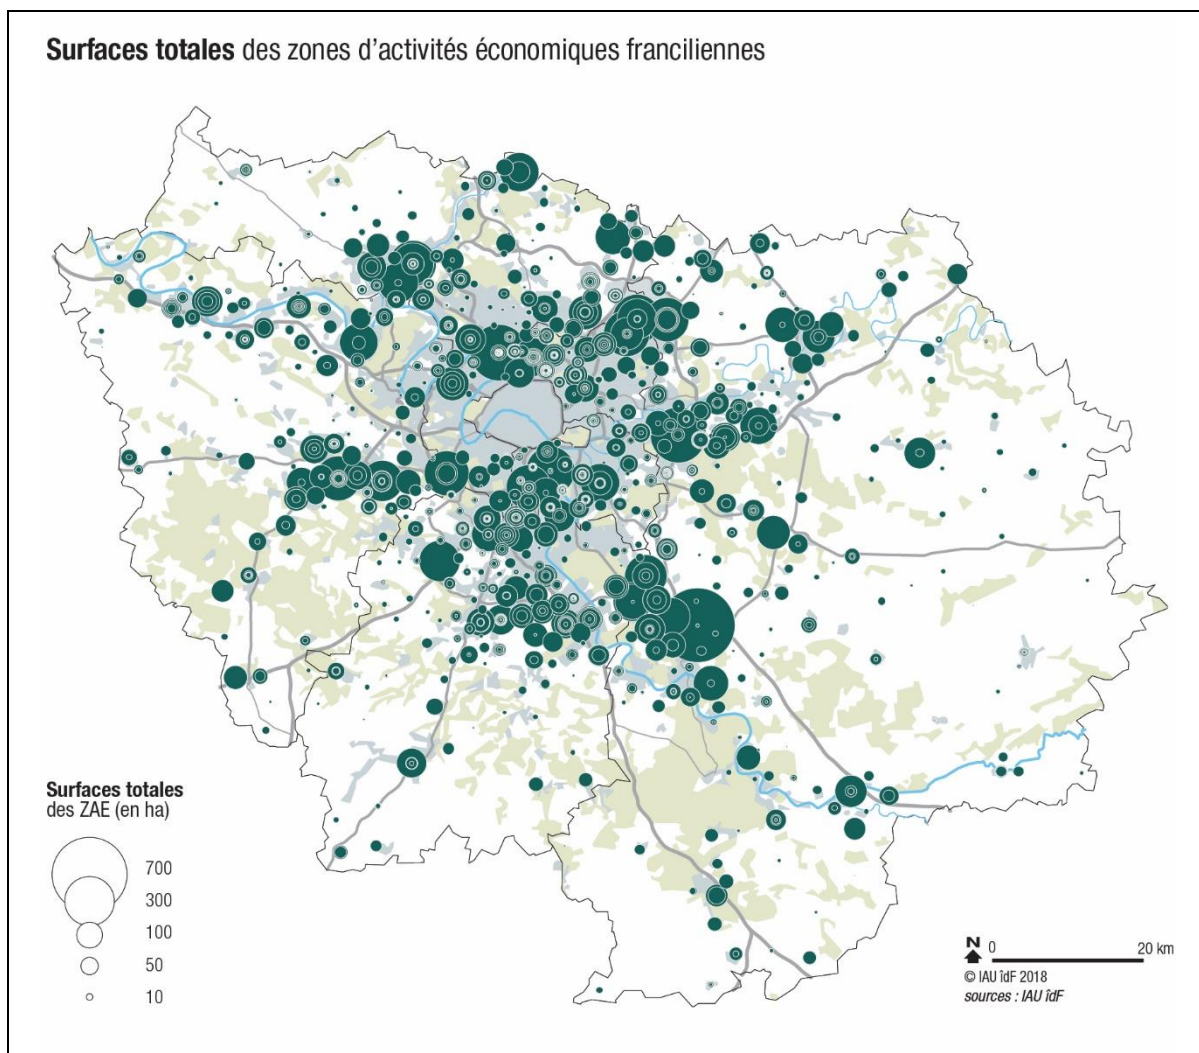 Surfaces totales des zones d'activités économiques franciliennes
Surfaces totales
des ZAE (en ha)
700
300
100
50
10
N
0 20 km
© IAU îdF 2018
sources : IAU îdF